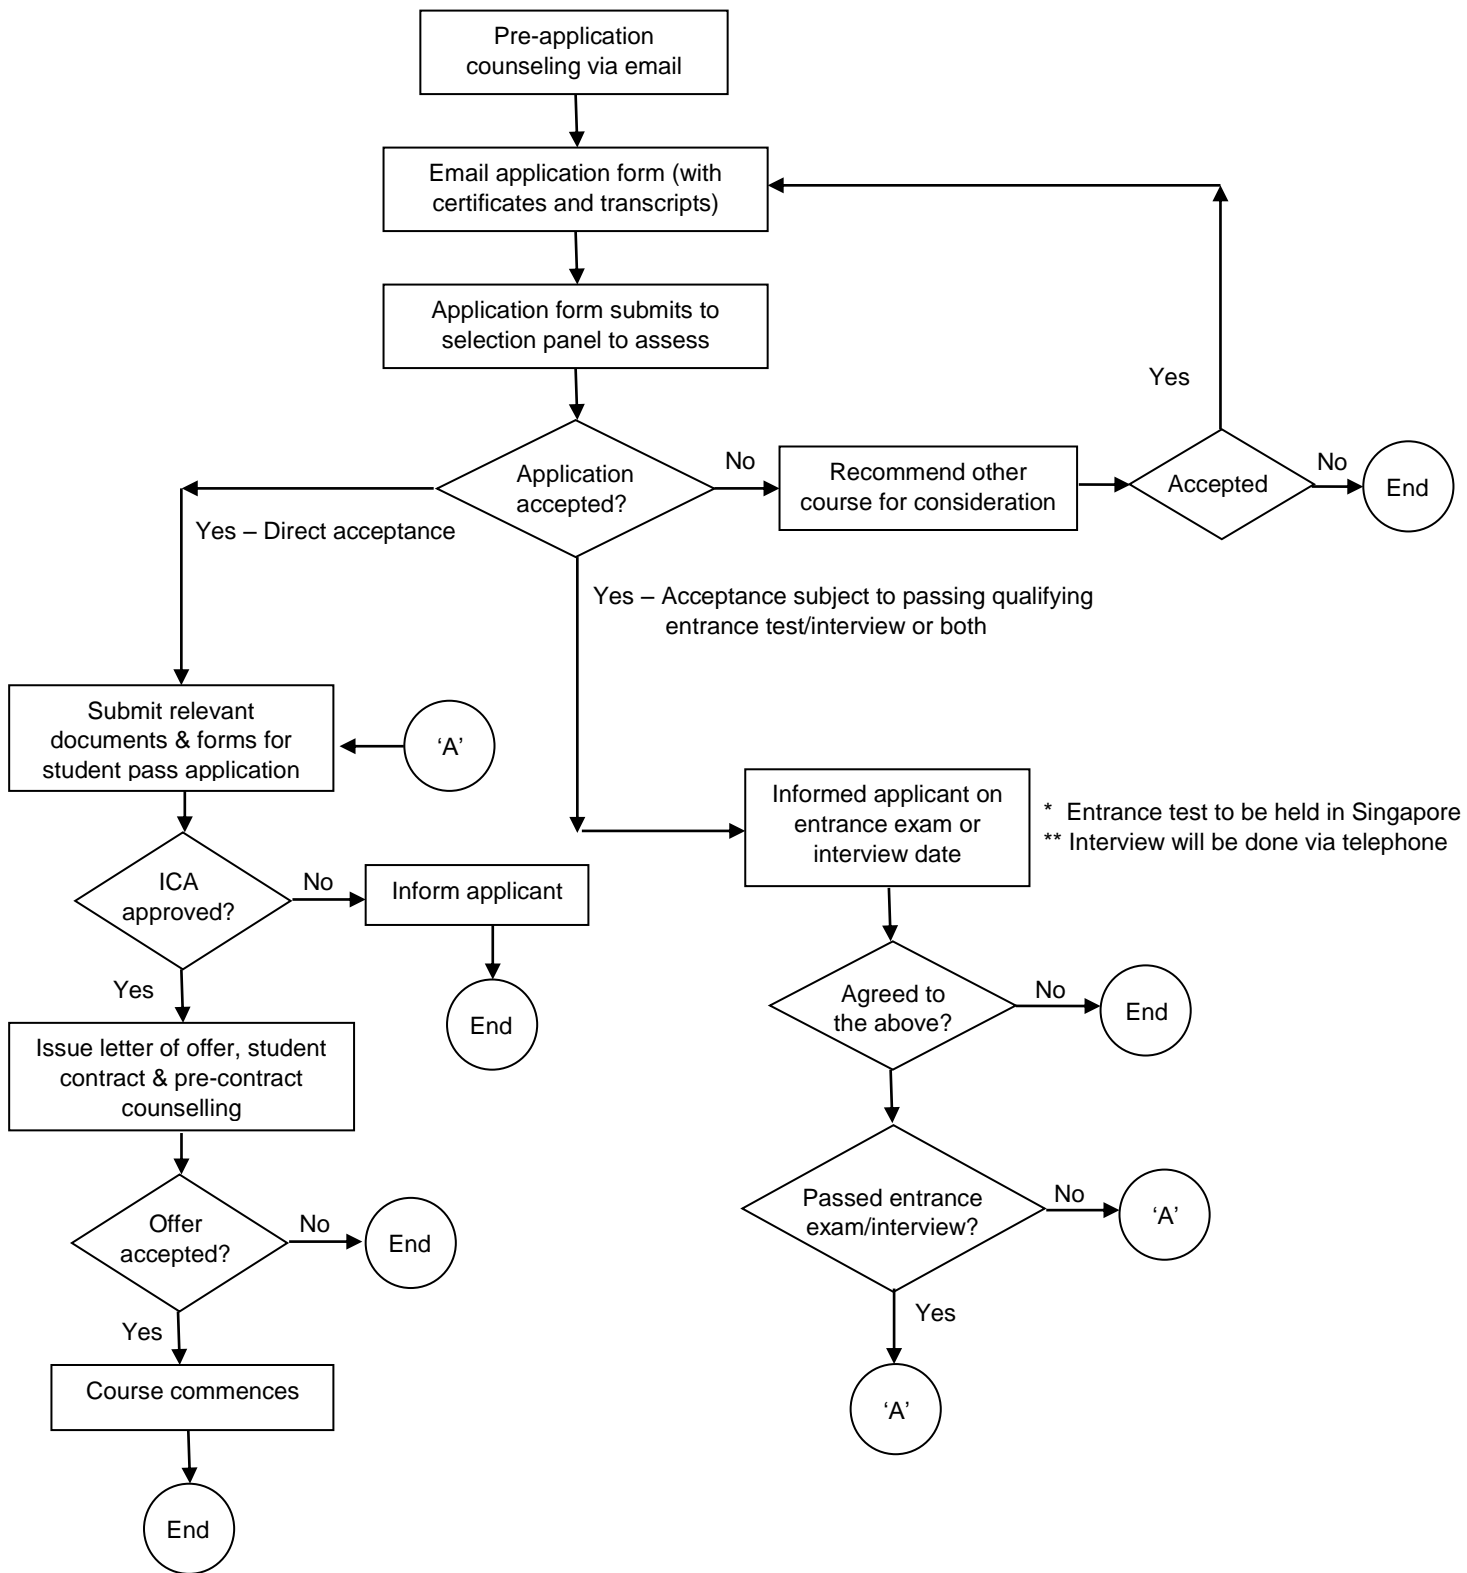 Pre-application
counseling via email
Email application form (with
certificates and transcripts)
Application form submits to
selection panel to assess
Yes
Application
accepted?
No
Recommend other
course for consideration
Accepted
No
End
Yes – Direct acceptance
Yes – Acceptance subject to passing qualifying
entrance test/interview or both
Submit relevant
documents & forms for
student pass application
‘A’
Informed applicant on
entrance exam or
interview date
* Entrance test to be held in Singapore
** Interview will be done via telephone
ICA
approved?
No
Inform applicant
End
Yes
Agreed to
the above?
No
End
Issue letter of offer, student
contract & pre-contract
counselling
Passed entrance
exam/interview?
No
‘A’
Offer
accepted?
No
End
Yes
Yes
Course commences
‘A’
End